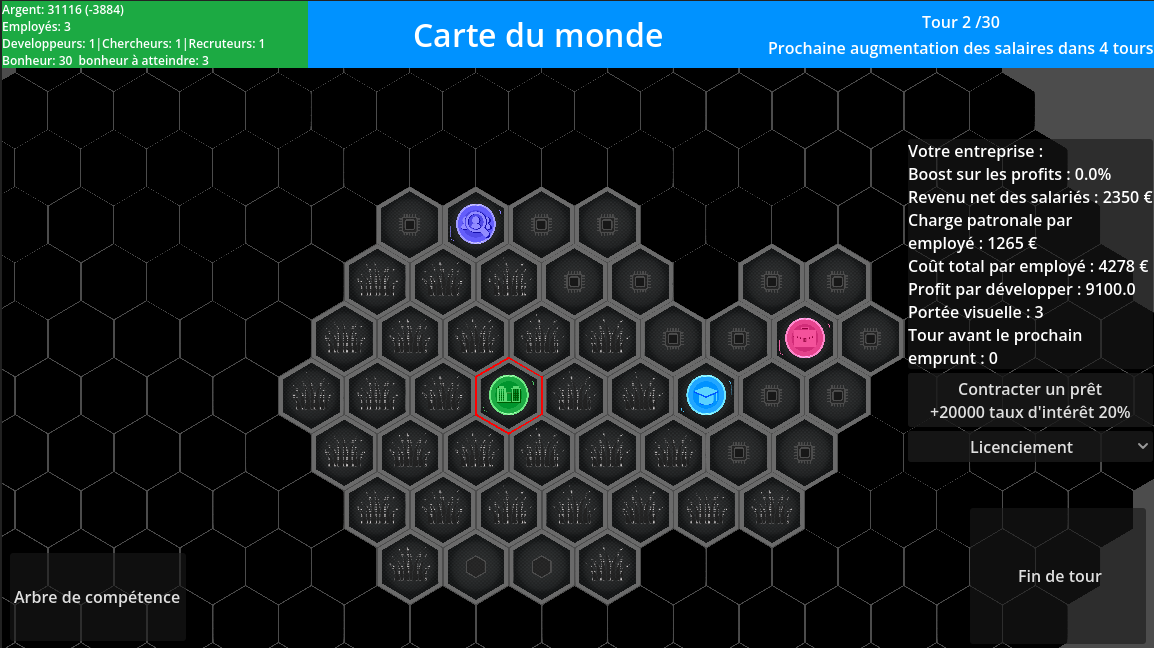 Argent: 31116 (-3884)
Employés: 3
Developpeurs: 1|Chercheurs: 1|Recruteurs: 1
Bonheur: 30  bonheur à atteindre: 3
Carte du monde
Tour 2 /30
Prochaine augmentation des salaires dans 4 tours
Votre entreprise :
Boost sur les profits : 0.0%
Revenu net des salariés : 2350 €
Charge patronale par
employé : 1265 €
Coût total par employé : 4278 €
Profit par développer : 9100.0
Portée visuelle : 3
Tour avant le prochain
emprunt : 0
Contracter un prêt
+20000 taux d'intérêt 20%
Licenciement
Fin de tour
Arbre de compétence